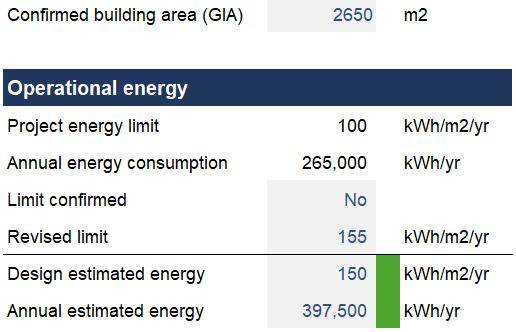 Confirmed building area (GIA) 2650 m2
Operational energy
Project energy limit 100 kWh/m2/yr
Annual energy consumption 265,000 kWh/yr
Limit confirmed No
Revised limit 155 kWh/m2/yr
Design estimated energy 150 kWh/m2/yr
Annual estimated energy 397,500 kWh/yr